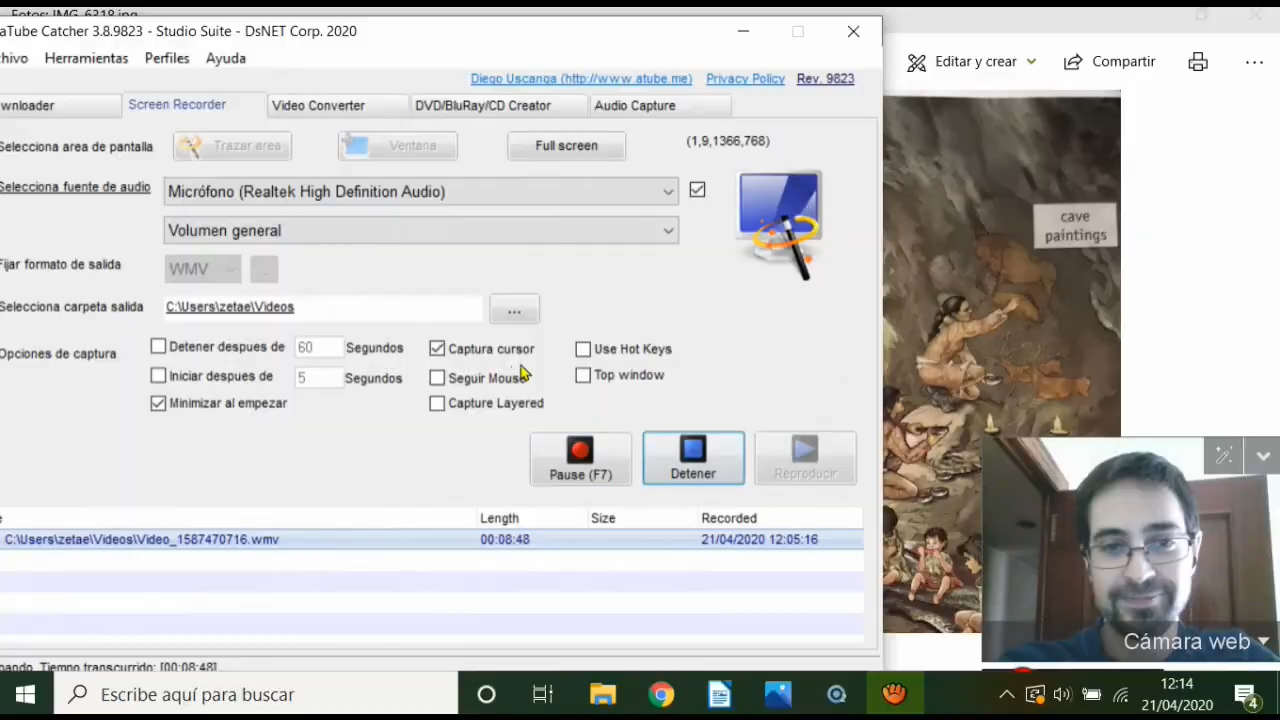 Fotos: IMG_6318.jpg
aTube Catcher 3.8.9823 - Studio Suite - DsNET Corp. 2020
Herramientas Perfiles Ayuda
Editar y crear Compartir
Diego Uscanga (http://www.atube.me) Privacy Policy Rev. 9823
Screen Recorder Video Converter DVD/BluRay/CD Creator Audio Capture
Selecciona area de pantalla Trazar area Ventana Full screen (1,9,1366,768)
Selecciona fuente de audio Micrófono (Realtek High Definition Audio)
Volumen general
cave
paintings
Fijar formato de salida WMV ...
Selecciona carpeta salida C:\Users\zetae\Videos ...
Opciones de captura
Detener despues de 60 Segundos Captura cursor Use Hot Keys
Iniciar despues de 5 Segundos Seguir Mouse Top window
Minimizar al empezar Capture Layered
Pause (F7) Detener Reproducir
Length Size Recorded
C:\Users\zetae\Videos\Video_1587470716.wmv 00:08:48 21/04/2020 12:05:16
Cámara web
Tiempo transcurrido: [00:08:48]
Escribe aquí para buscar
12:14
21/04/2020
4